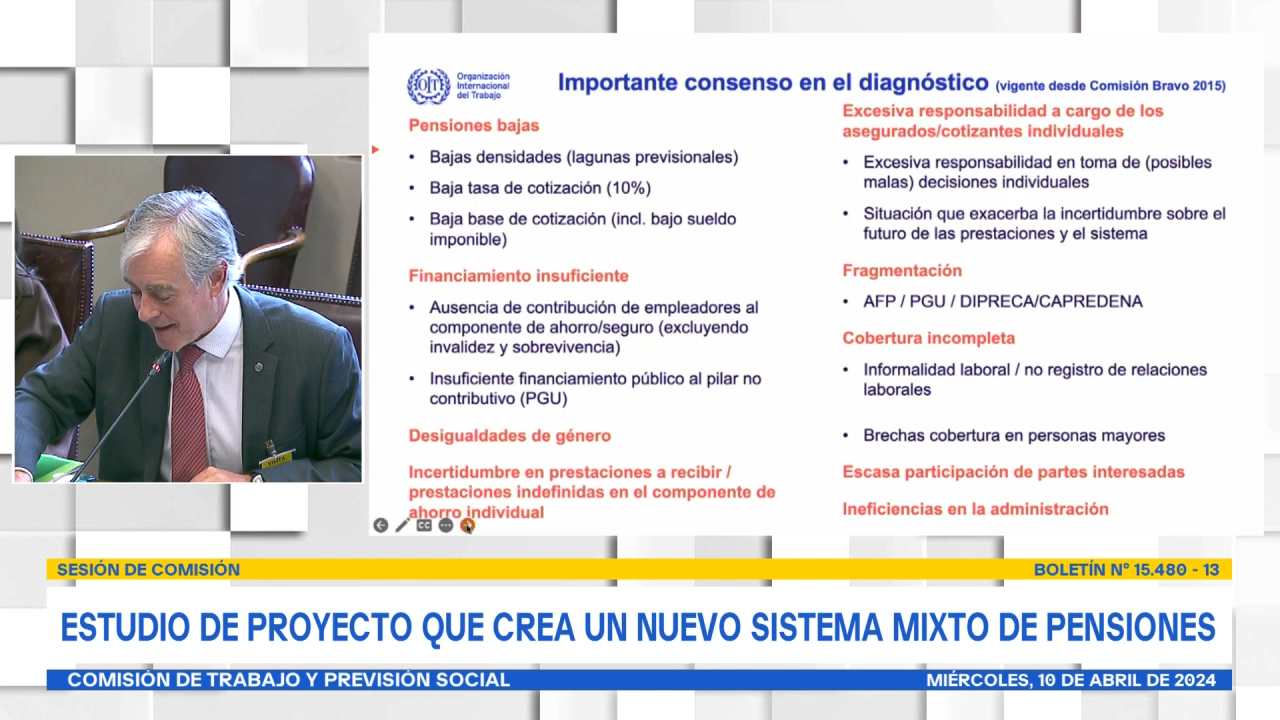 OIT
Organización
Internacional
del Trabajo
Importante consenso en el diagnóstico (vigente desde Comisión Bravo 2015)
Pensiones bajas
• Bajas densidades (lagunas previsionales)
• Baja tasa de cotización (10%)
• Baja base de cotización (incl. bajo sueldo
imponible)
Financiamiento insuficiente
• Ausencia de contribución de empleadores al
componente de ahorro/seguro (excluyendo
invalidez y sobrevivencia)
• Insuficiente financiamiento público al pilar no
contributivo (PGU)
Desigualdades de género
Incertidumbre en prestaciones a recibir /
prestaciones indefinidas en el componente de
ahorro individual
Excesiva responsabilidad a cargo de los
asegurados/cotizantes individuales
• Excesiva responsabilidad en toma de (posibles
malas) decisiones individuales
• Situación que exacerba la incertidumbre sobre el
futuro de las prestaciones y el sistema
Fragmentación
• AFP / PGU / DIPRECA/CAPREDENA
Cobertura incompleta
• Informalidad laboral / no registro de relaciones
laborales
• Brechas cobertura en personas mayores
Escasa participación de partes interesadas
Ineficiencias en la administración
CC
VISITA
SESIÓN DE COMISIÓN
BOLETÍN N° 15.480 - 13
ESTUDIO DE PROYECTO QUE CREA UN NUEVO SISTEMA MIXTO DE PENSIONES
COMISIÓN DE TRABAJO Y PREVISIÓN SOCIAL
MIÉRCOLES, 10 DE ABRIL DE 2024